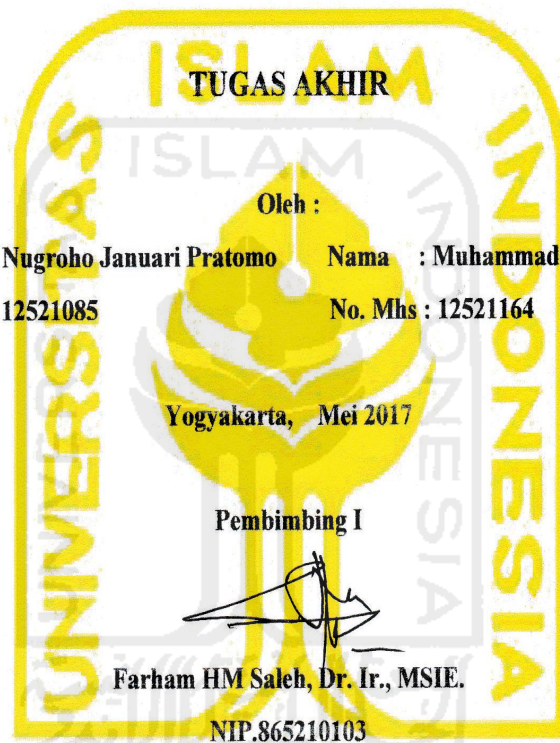 UNIVERSITAS ISLAM INDONESIA
ISLAM
INDONESIA
UNIVERSITAS
TUGAS AKHIR
Oleh :
Nugroho Januari Pratomo Nama : Muhammad
12521085 No. Mhs : 12521164
Yogyakarta, Mei 2017
Pembimbing I
Farham HM Saleh, Dr. Ir., MSIE.
NIP.865210103